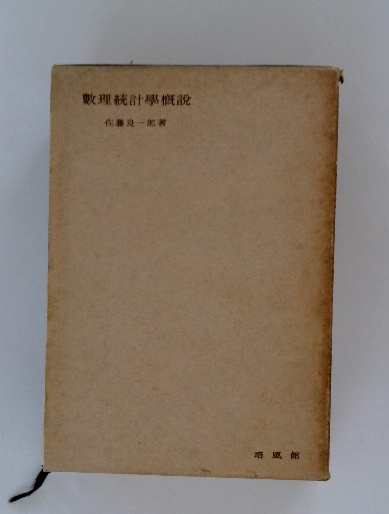 數理統計學概說
佐藤良一郎著
培風館